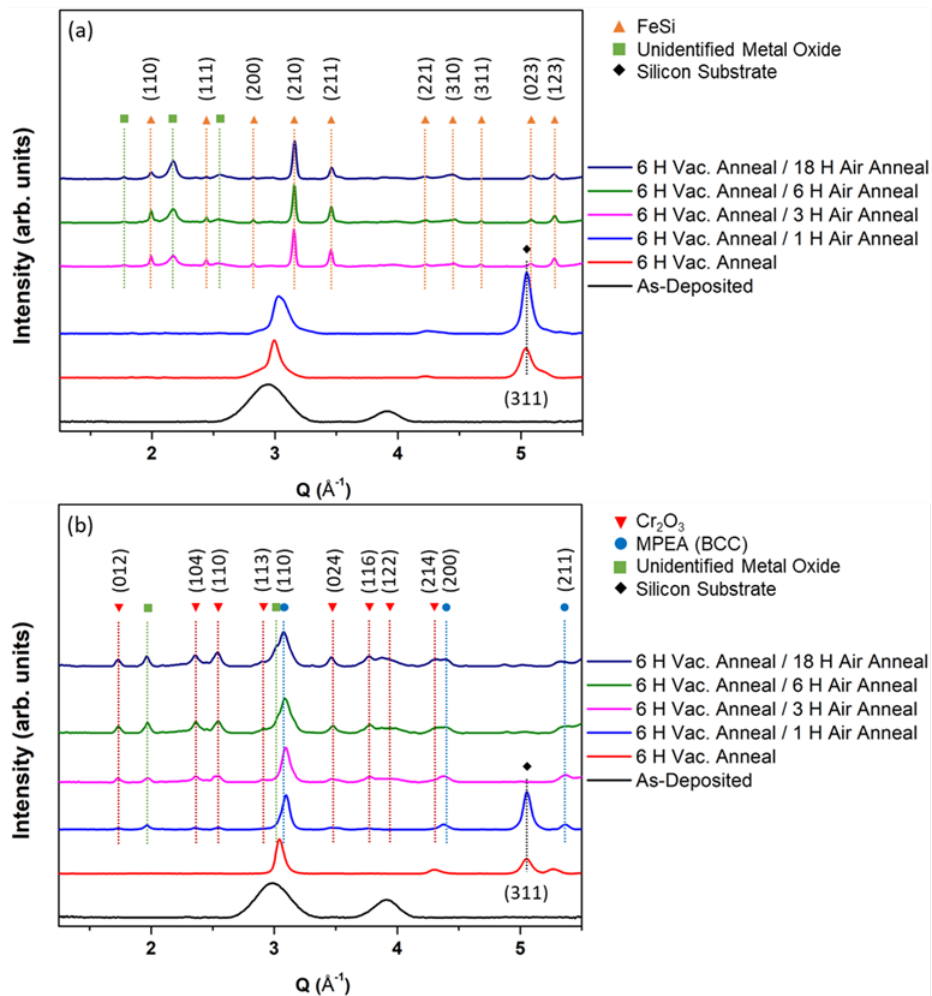 (a)
FeSi
Unidentified Metal Oxide
Silicon Substrate
(110) (111) (200) (210) (211) (221) (310) (311) (023) (123)
6 H Vac. Anneal / 18 H Air Anneal
6 H Vac. Anneal / 6 H Air Anneal
6 H Vac. Anneal / 3 H Air Anneal
6 H Vac. Anneal / 1 H Air Anneal
6 H Vac. Anneal
As-Deposited
(311)
Intensity (arb. units)
2 3 4 5
Q (Å⁻¹)
(b)
Cr₂O₃
MPEA (BCC)
Unidentified Metal Oxide
Silicon Substrate
(012) (104) (110) (113) (110) (024) (116) (122) (214) (200) (211)
6 H Vac. Anneal / 18 H Air Anneal
6 H Vac. Anneal / 6 H Air Anneal
6 H Vac. Anneal / 3 H Air Anneal
6 H Vac. Anneal / 1 H Air Anneal
6 H Vac. Anneal
As-Deposited
(311)
Intensity (arb. units)
2 3 4 5
Q (Å⁻¹)